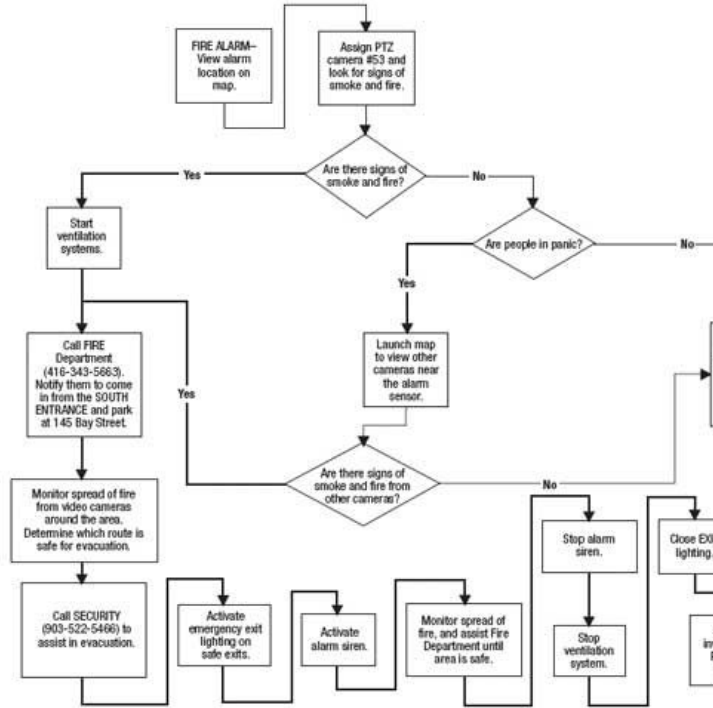 FIRE ALARM–
View alarm
location on
map.
Assign PTZ
camera #53 and
look for signs of
smoke and fire.
Are there signs of
smoke and fire?
Yes
No
Start
ventilation
systems.
Are people in panic?
No
Yes
Call FIRE
Department
(416-343-5663).
Notify them to come
in from the SOUTH
ENTRANCE and park
at 145 Bay Street.
Yes
Launch map
to view other
cameras near
the alarm
sensor.
Are there signs of
smoke and fire from
other cameras?
No
Monitor spread of fire
from video cameras
around the area.
Determine which route is
safe for evacuation.
Stop alarm
siren.
Close EXI
lighting.
Call SECURITY
(903-522-5466) to
assist in evacuation.
Activate
emergency exit
lighting on
safe exits.
Activate
alarm siren.
Monitor spread of
fire, and assist Fire
Department until
area is safe.
Stop
ventilation
system.